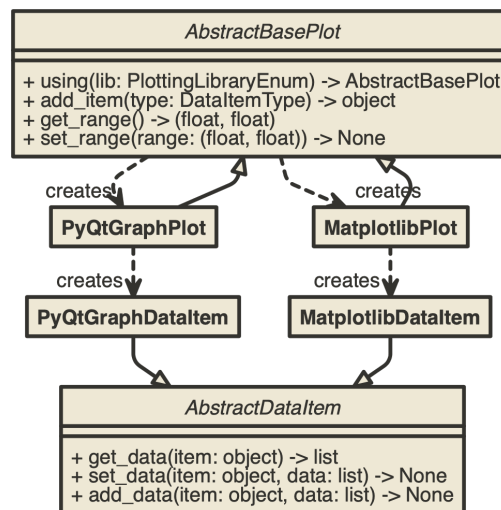 AbstractBasePlot
+ using(lib: PlottingLibraryEnum) -> AbstractBasePlot
+ add_item(type: DataItemType) -> object
+ get_range() -> (float, float)
+ set_range(range: (float, float)) -> None
creates
creates
PyQtGraphPlot
MatplotlibPlot
creates
creates
PyQtGraphDataItem
MatplotlibDataItem
AbstractDataItem
+ get_data(item: object) -> list
+ set_data(item: object, data: list) -> None
+ add_data(item: object, data: list) -> None